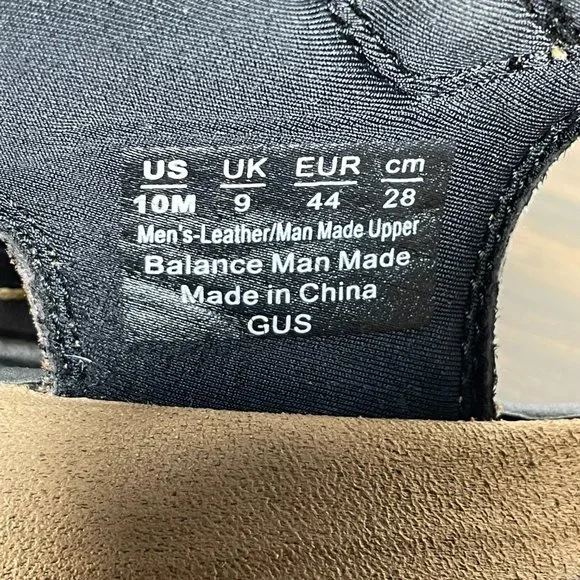 US UK EUR cm
10M 9 44 28
Men's-Leather/Man Made Upper
Balance Man Made
Made in China
GUS